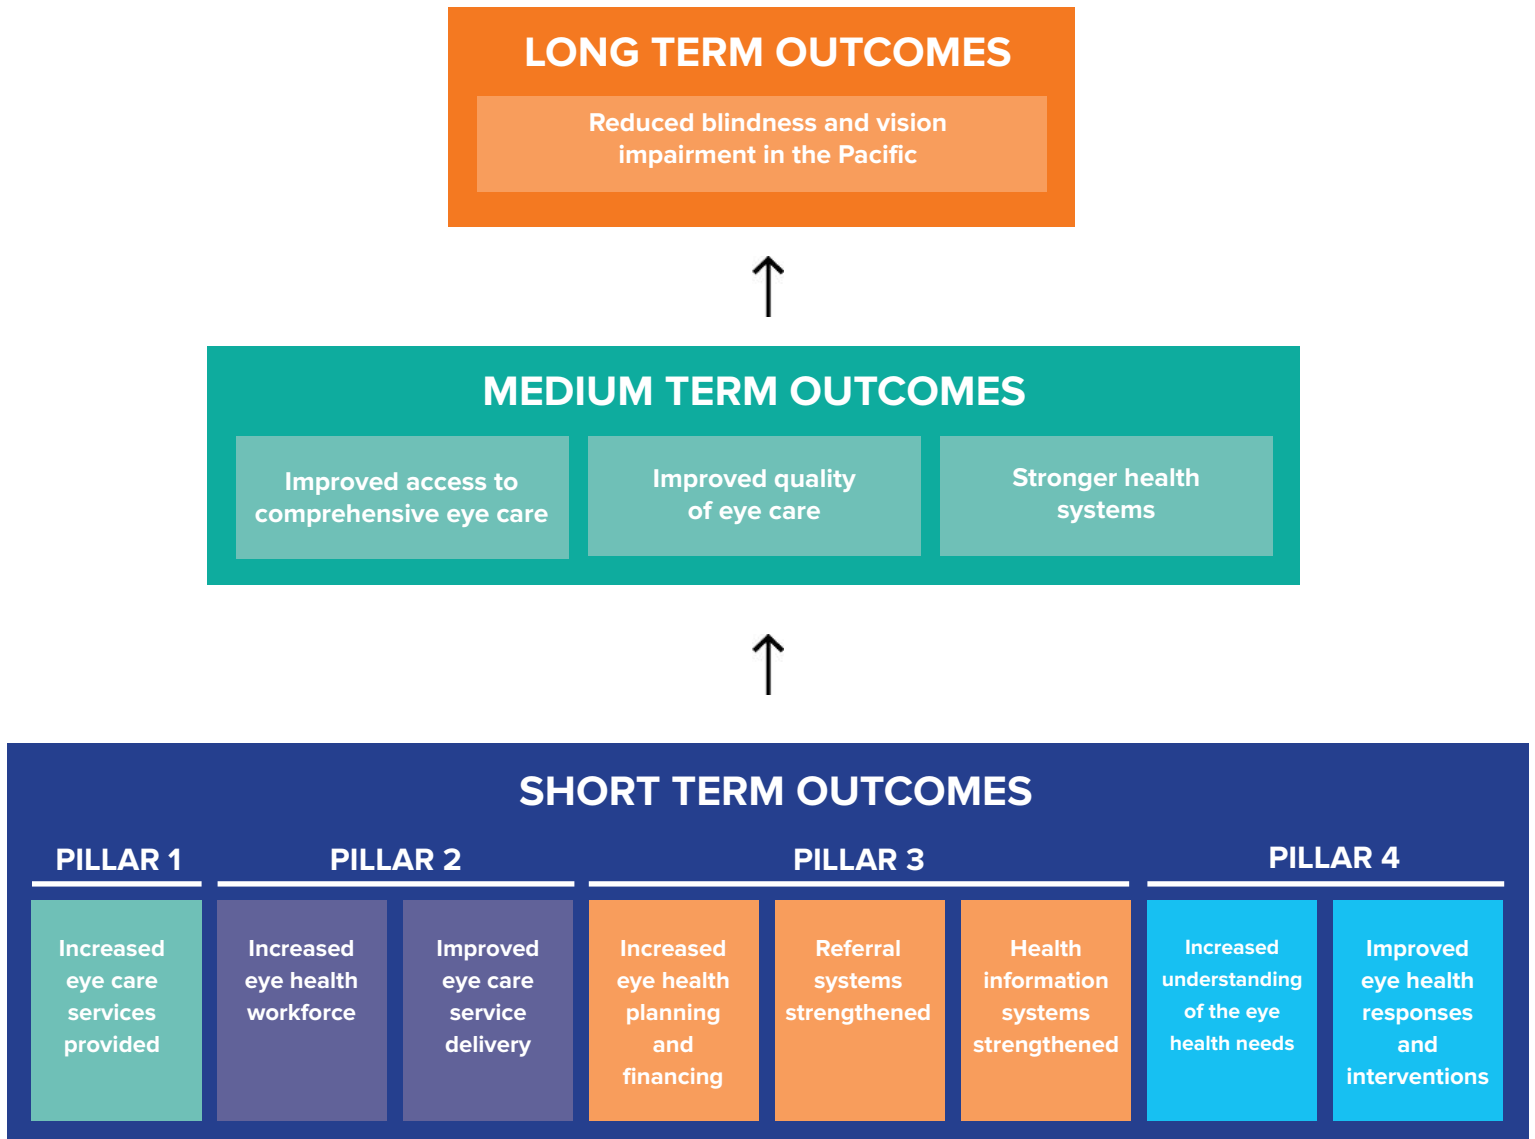 LONG TERM OUTCOMES
Reduced blindness and vision
impairment in the Pacific
MEDIUM TERM OUTCOMES
Improved access to
comprehensive eye care
Improved quality
of eye care
Stronger health
systems
SHORT TERM OUTCOMES
PILLAR 1
Increased
eye care
services
provided
PILLAR 2
Increased
eye health
workforce
Improved
eye care
service
delivery
PILLAR 3
Increased
eye health
planning
and
financing
Referral
systems
strengthened
Health
information
systems
strengthened
PILLAR 4
Increased
understanding
of the eye
health needs
Improved
eye health
responses
and
interventions